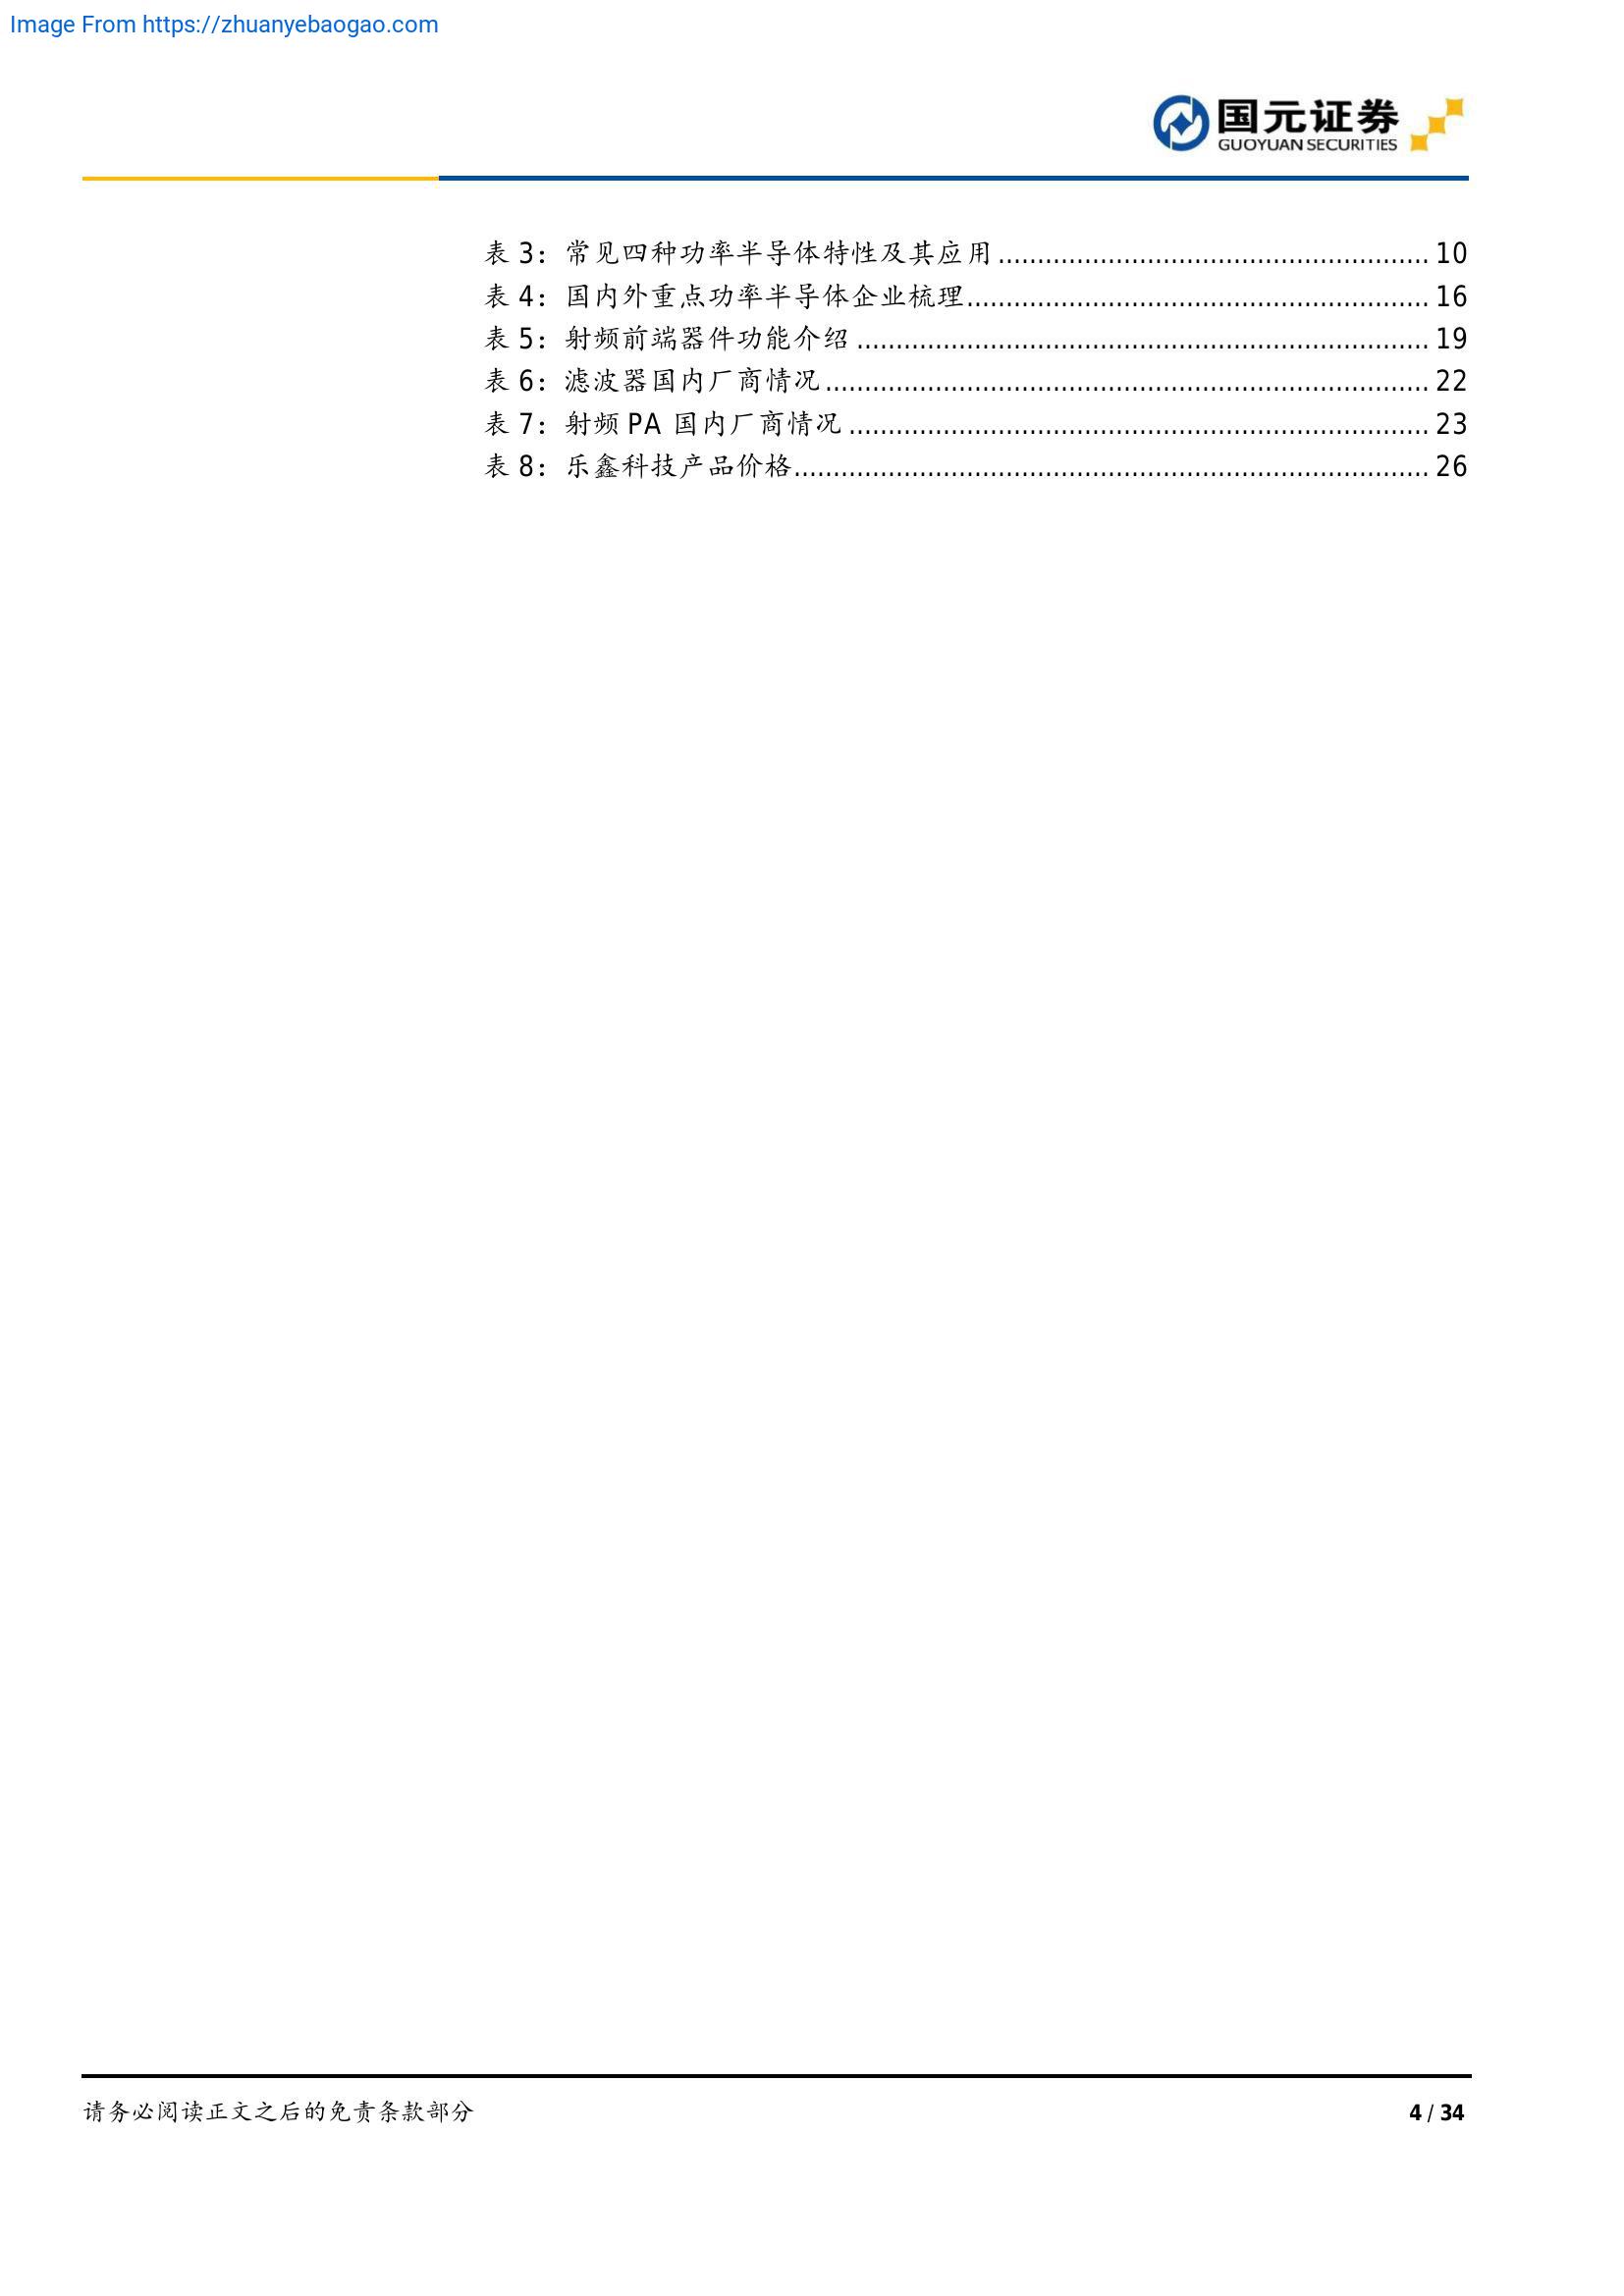 Image From https://zhuanyebaogao.com
国元证券
GUOYUAN SECURITIES
表 3：常见四种功率半导体特性及其应用....................................................... 10
表 4：国内外重点功率半导体企业梳理........................................................... 16
表 5：射频前端器件功能介绍......................................................................... 19
表 6：滤波器国内厂商情况............................................................................. 22
表 7：射频 PA 国内厂商情况.......................................................................... 23
表 8：乐鑫科技产品价格................................................................................. 26
请务必阅读正文之后的免责条款部分
4 / 34